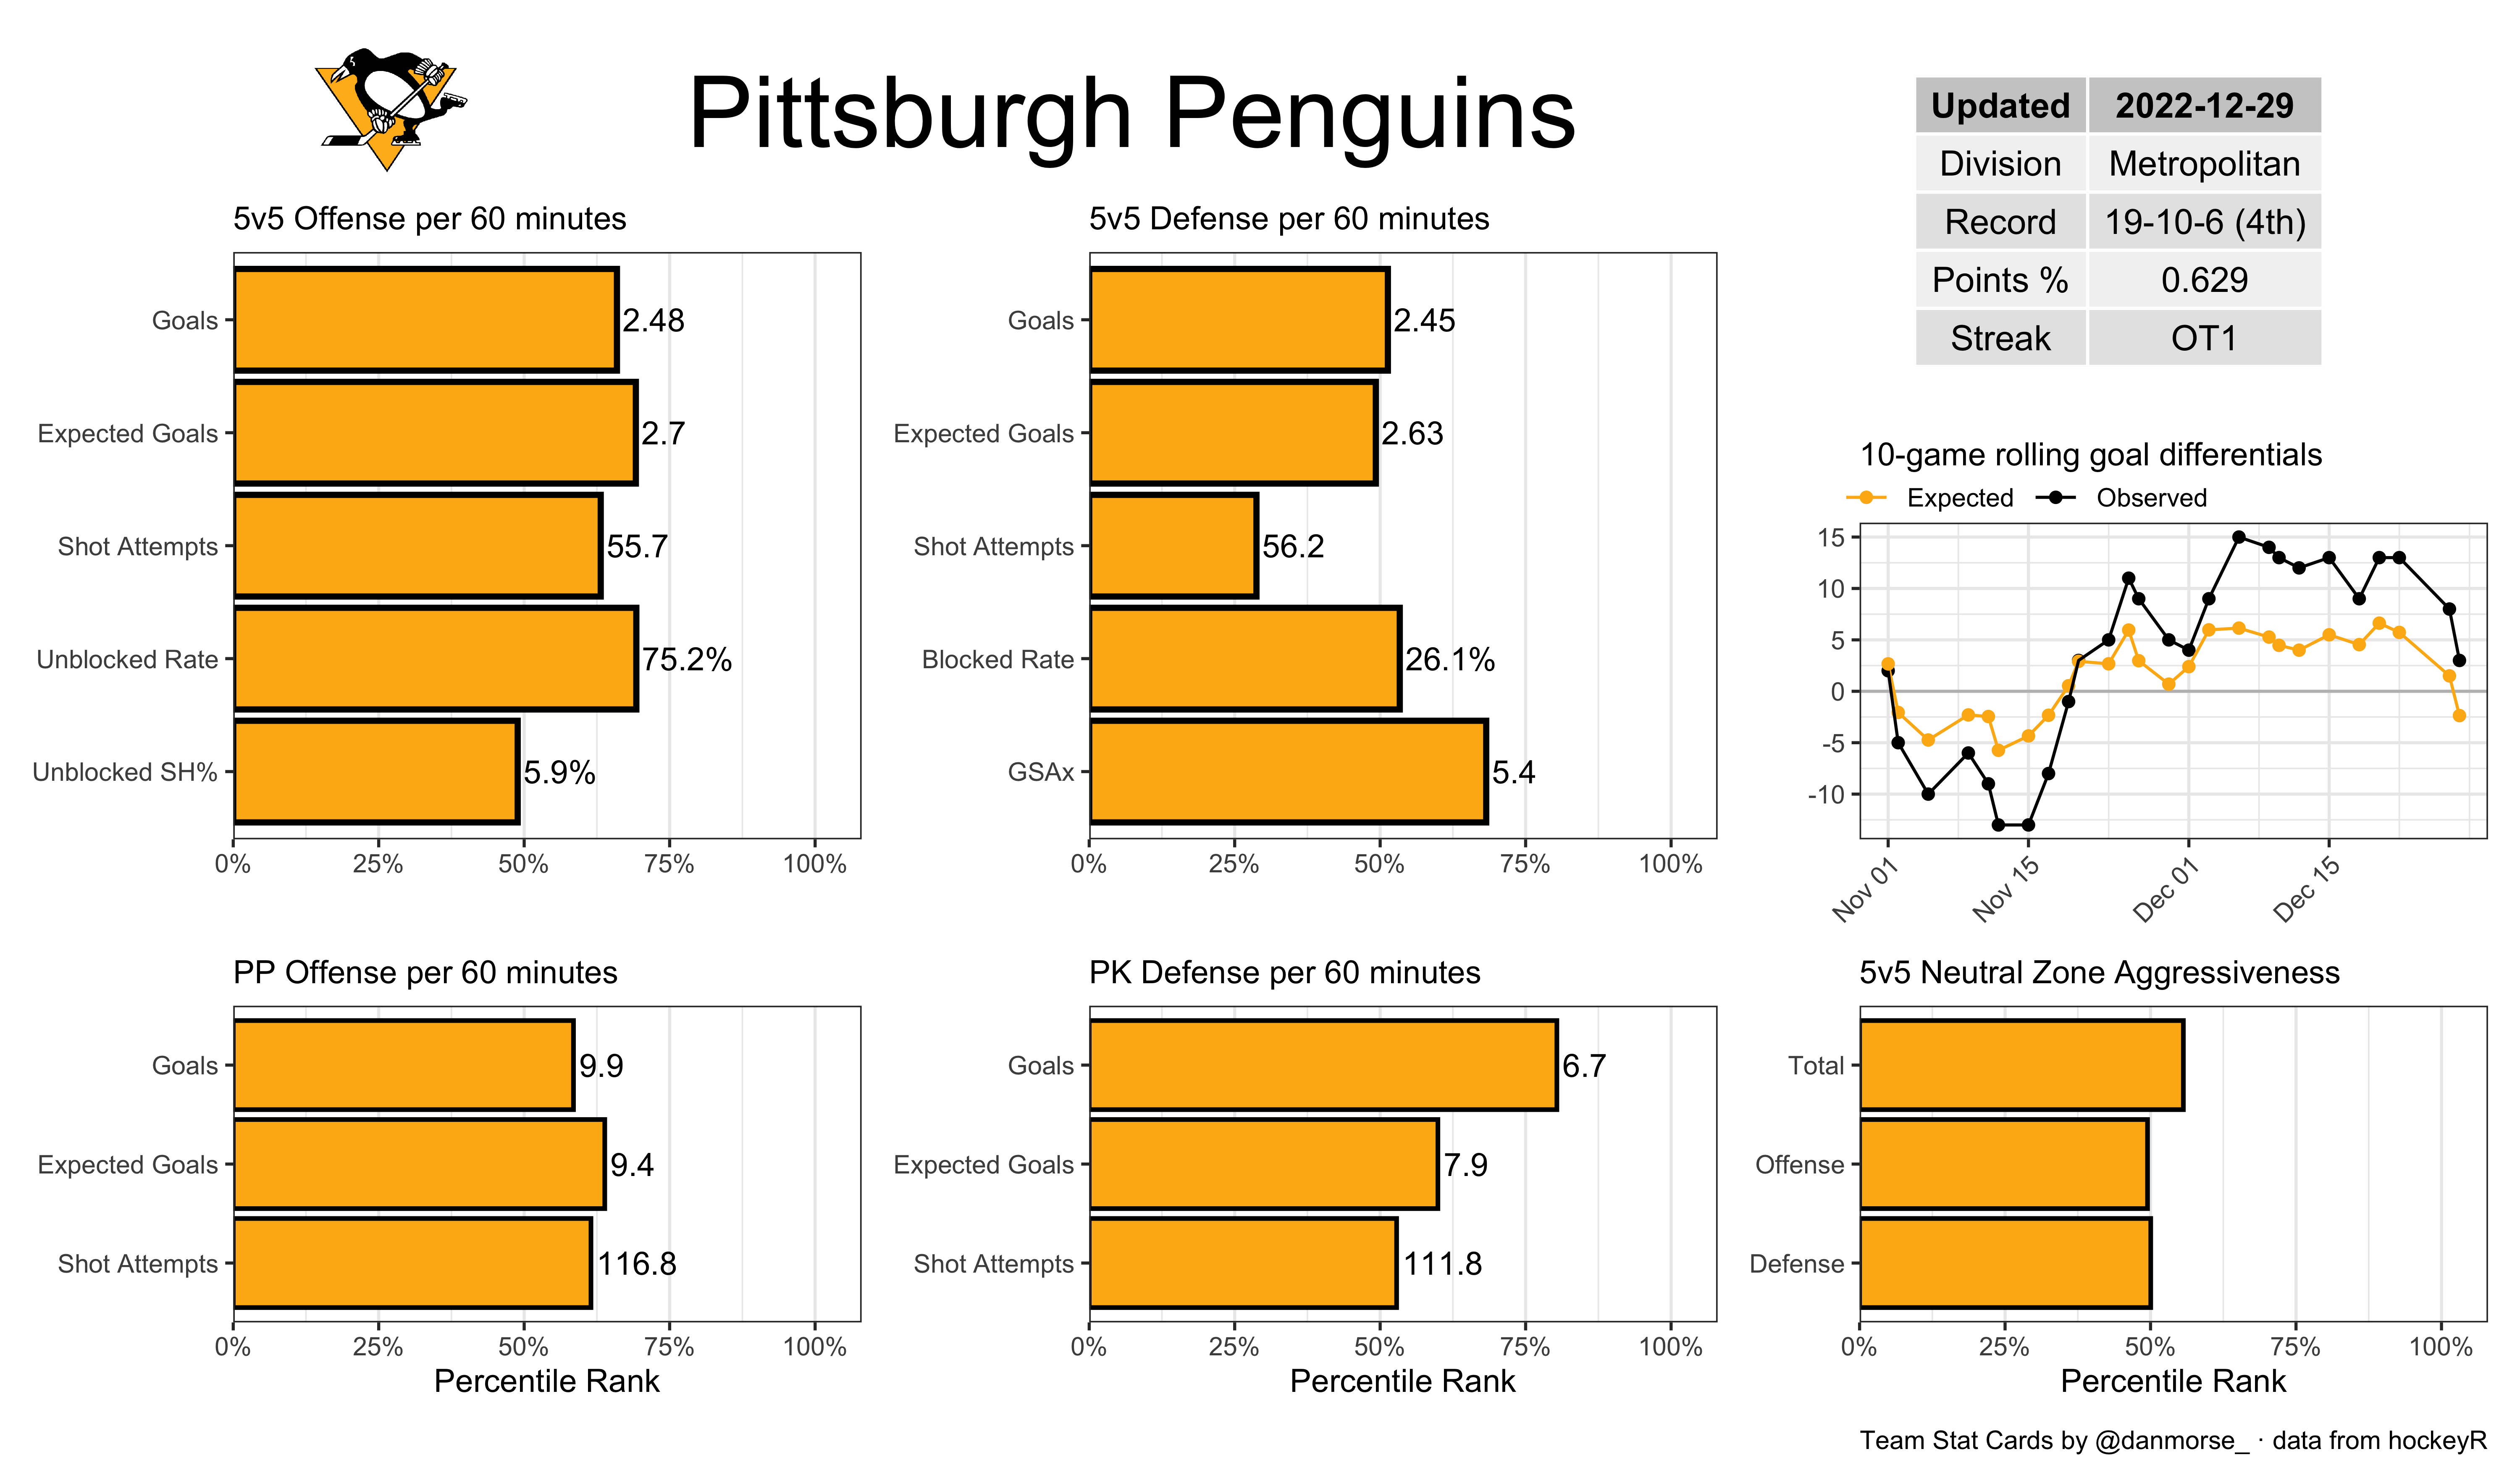 Pittsburgh Penguins
Updated 2022-12-29
Division Metropolitan
Record 19-10-6 (4th)
Points % 0.629
Streak OT1
5v5 Offense per 60 minutes
Goals 2.48
Expected Goals 2.7
Shot Attempts 55.7
Unblocked Rate 75.2%
Unblocked SH% 5.9%
0% 25% 50% 75% 100%
5v5 Defense per 60 minutes
Goals 2.45
Expected Goals 2.63
Shot Attempts 56.2
Blocked Rate 26.1%
GSAx 5.4
0% 25% 50% 75% 100%
10-game rolling goal differentials
Expected Observed
15
10
5
0
-5
-10
Nov 01 Nov 15 Dec 01 Dec 15
PP Offense per 60 minutes
Goals 9.9
Expected Goals 9.4
Shot Attempts 116.8
0% 25% 50% 75% 100%
Percentile Rank
PK Defense per 60 minutes
Goals 6.7
Expected Goals 7.9
Shot Attempts 111.8
0% 25% 50% 75% 100%
Percentile Rank
5v5 Neutral Zone Aggressiveness
Total
Offense
Defense
0% 25% 50% 75% 100%
Percentile Rank
Team Stat Cards by @danmorse_ · data from hockeyR